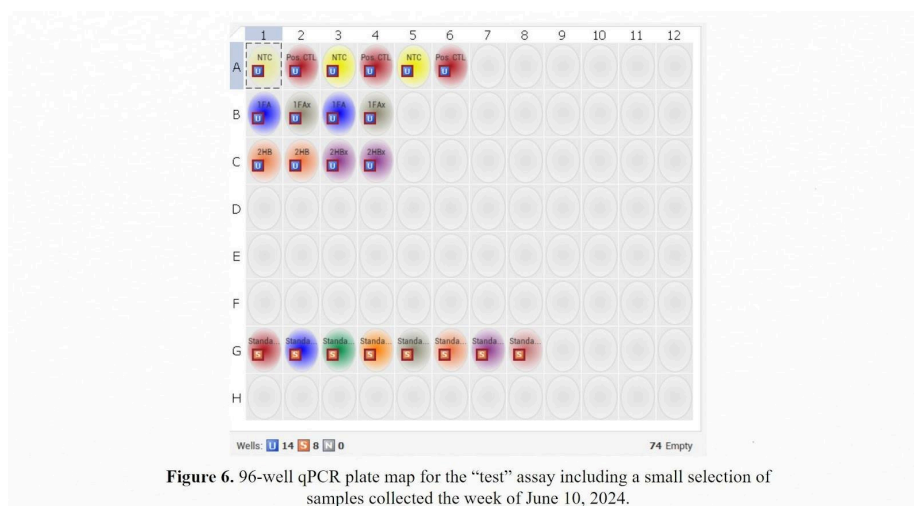 1 2 3 4 5 6 7 8 9 10 11 12
A NTC Pos. CTL NTC Pos. CTL NTC Pos. CTL
U U U U U U
B 1FA 1FAx 1FA 1FAx
U U U U
C 2HB 2HB 2HBx 2HBx
U U U U
D
E
F
G Standa... Standa... Standa... Standa... Standa... Standa... Standa... Standa...
S S S S S S S S
H
Wells: U 14 S 8 N 0 74 Empty
Figure 6. 96-well qPCR plate map for the “test” assay including a small selection of
samples collected the week of June 10, 2024.